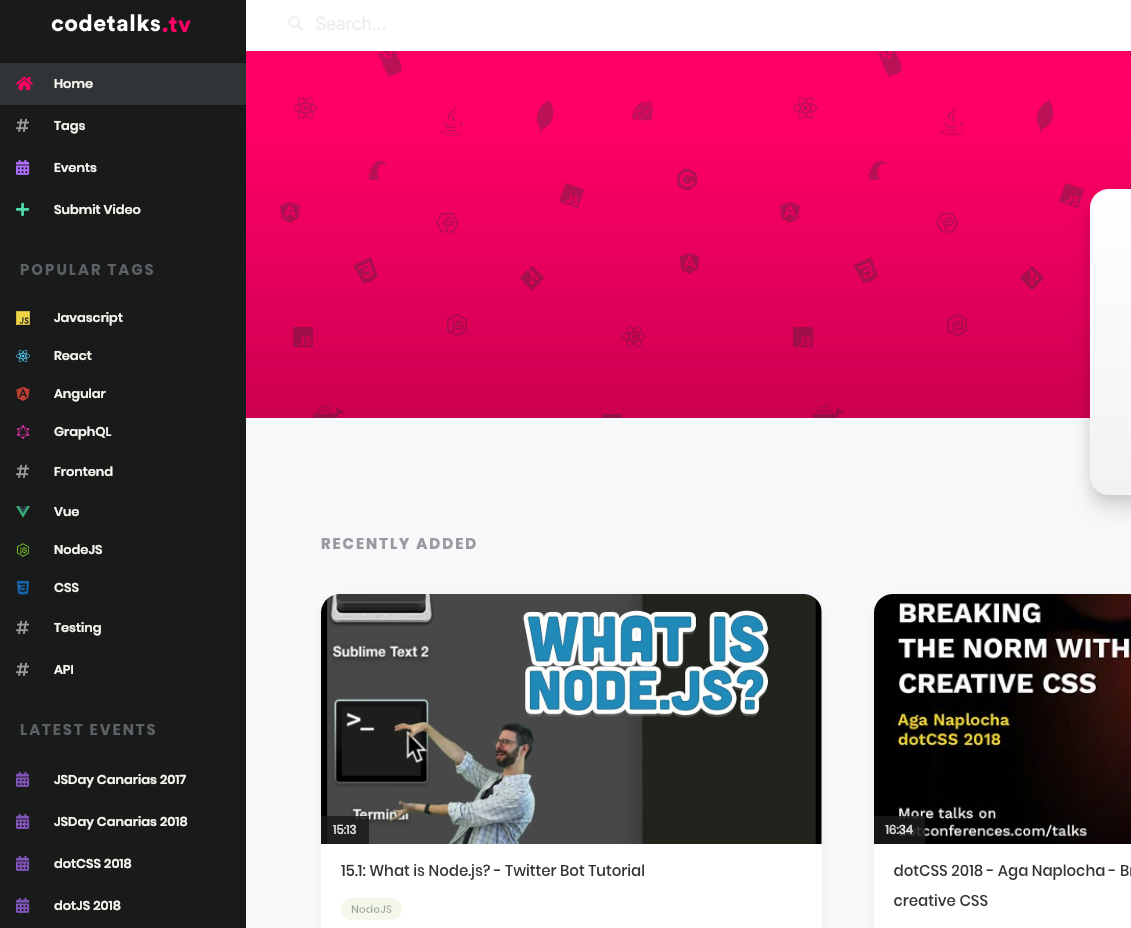 codetalks.tv
Search...
Home
Tags
Events
Submit Video
POPULAR TAGS
Javascript
React
Angular
GraphQL
Frontend
Vue
NodeJS
CSS
Testing
API
LATEST EVENTS
JSDay Canarias 2017
JSDay Canarias 2018
dotCSS 2018
dotJS 2018
RECENTLY ADDED
Sublime Text 2
WHAT IS
NODE.JS?
>_
Terminal
15:13
15.1: What is Node.js? - Twitter Bot Tutorial
NodeJS
BREAKING
THE NORM WITH
CREATIVE CSS
Aga Naplocha
dotCSS 2018
More talks on
conferences.com/talks
16:34
dotCSS 2018 - Aga Naplocha - B
creative CSS